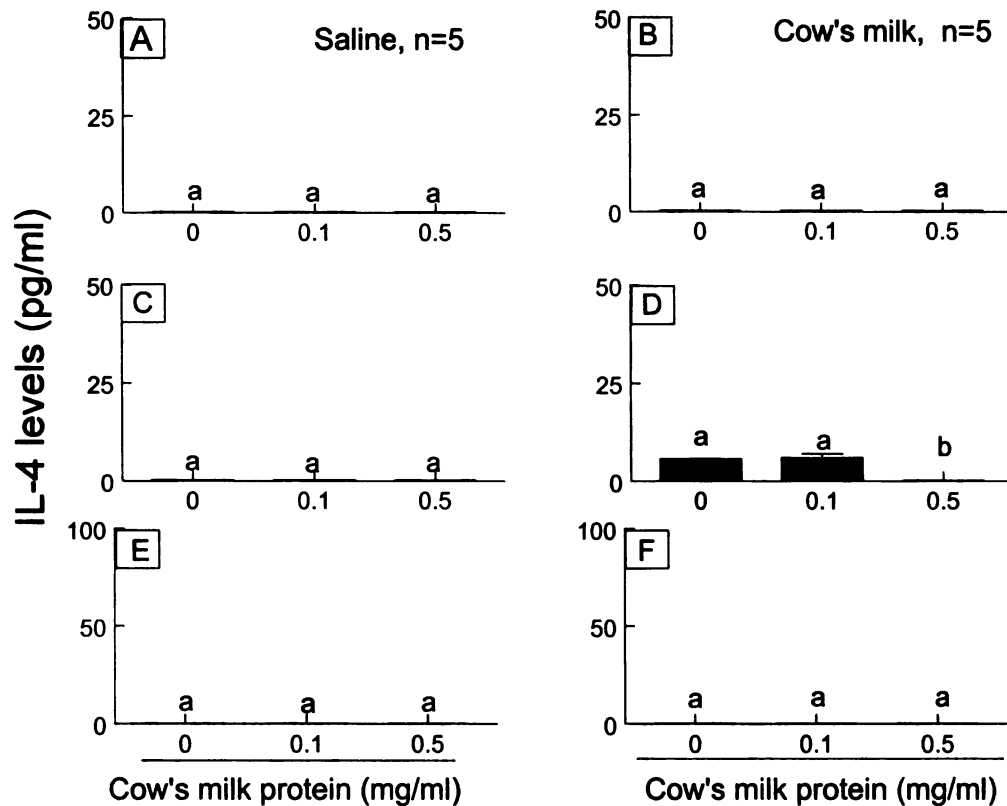 IL-4 levels (pg/ml)
A
Saline, n=5
50
25
0
a a a
0 0.1 0.5
B
Cow's milk, n=5
50
25
0
a a a
0 0.1 0.5
C
50
25
0
a a a
0 0.1 0.5
D
50
25
0
a a b
0 0.1 0.5
E
100
50
0
a a a
0 0.1 0.5
Cow's milk protein (mg/ml)
F
100
50
0
a a a
0 0.1 0.5
Cow's milk protein (mg/ml)